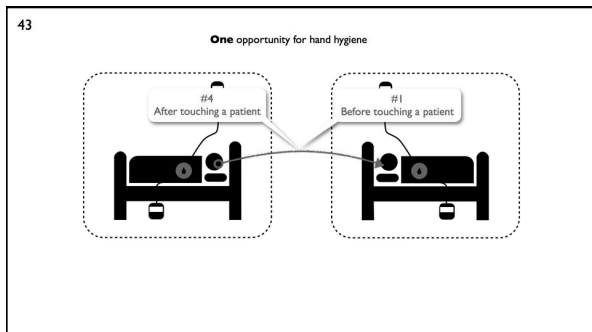 43
One opportunity for hand hygiene
#4
After touching a patient
#1
Before touching a patient